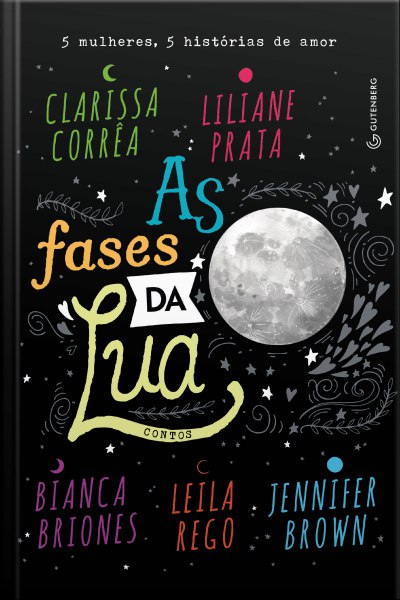 5 mulheres, 5 histórias de amor
CLARISSA
CORRÊA
LILIANE
PRATA
GUTENBERG
As
fases
DA
Lua
CONTOS
BIANCA
BRIONES
LEILA
REGO
JENNIFER
BROWN